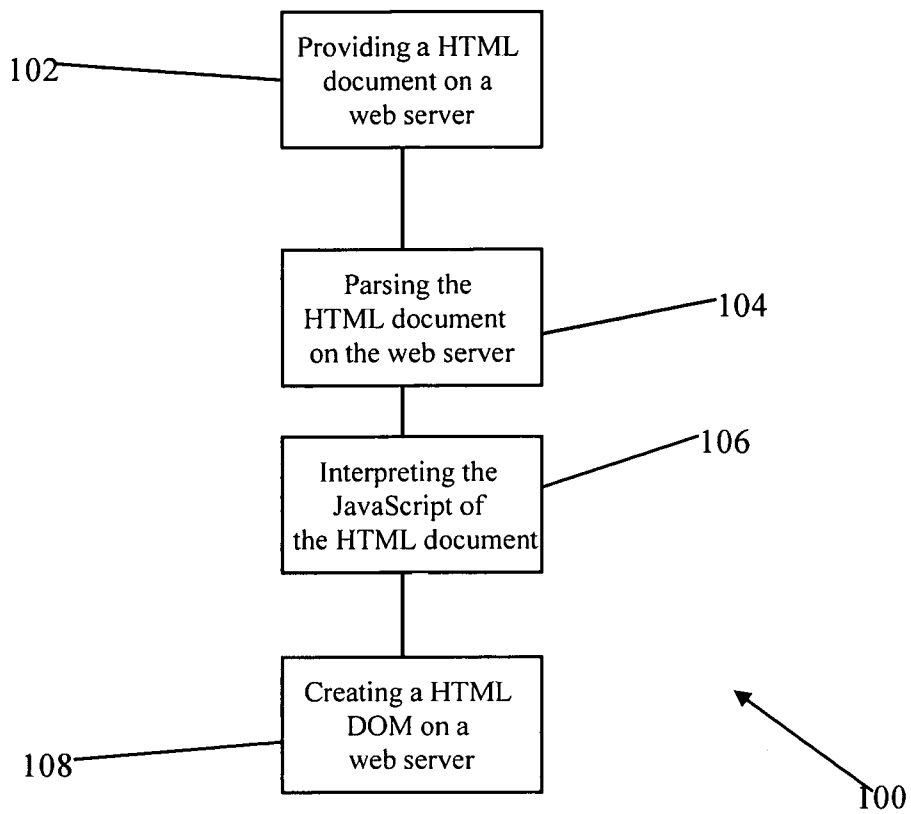 Providing a HTML
document on a
web server
102
Parsing the
HTML document
on the web server
104
Interpreting the
JavaScript of
the HTML document
106
Creating a HTML
DOM on a
web server
108
100